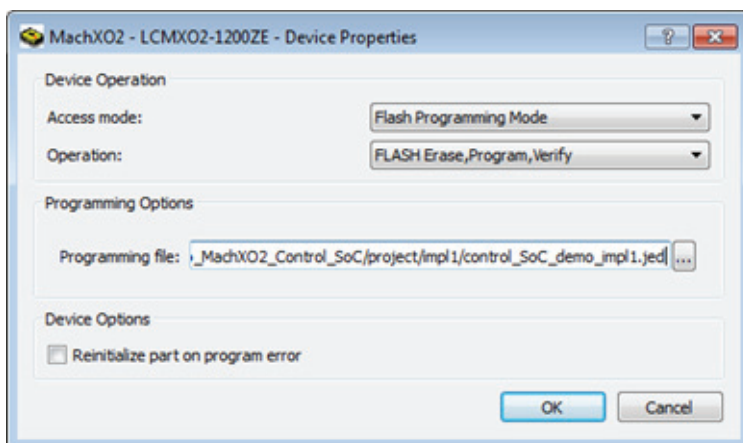 MachXO2 - LCMXO2-1200ZE - Device Properties
Device Operation
Access mode: Flash Programming Mode
Operation: FLASH Erase,Program,Verify
Programming Options
Programming file: _MachXO2_Control_SoC/project/impl1/control_SoC_demo_impl1.jed ...
Device Options
Reinitialize part on program error
OK Cancel